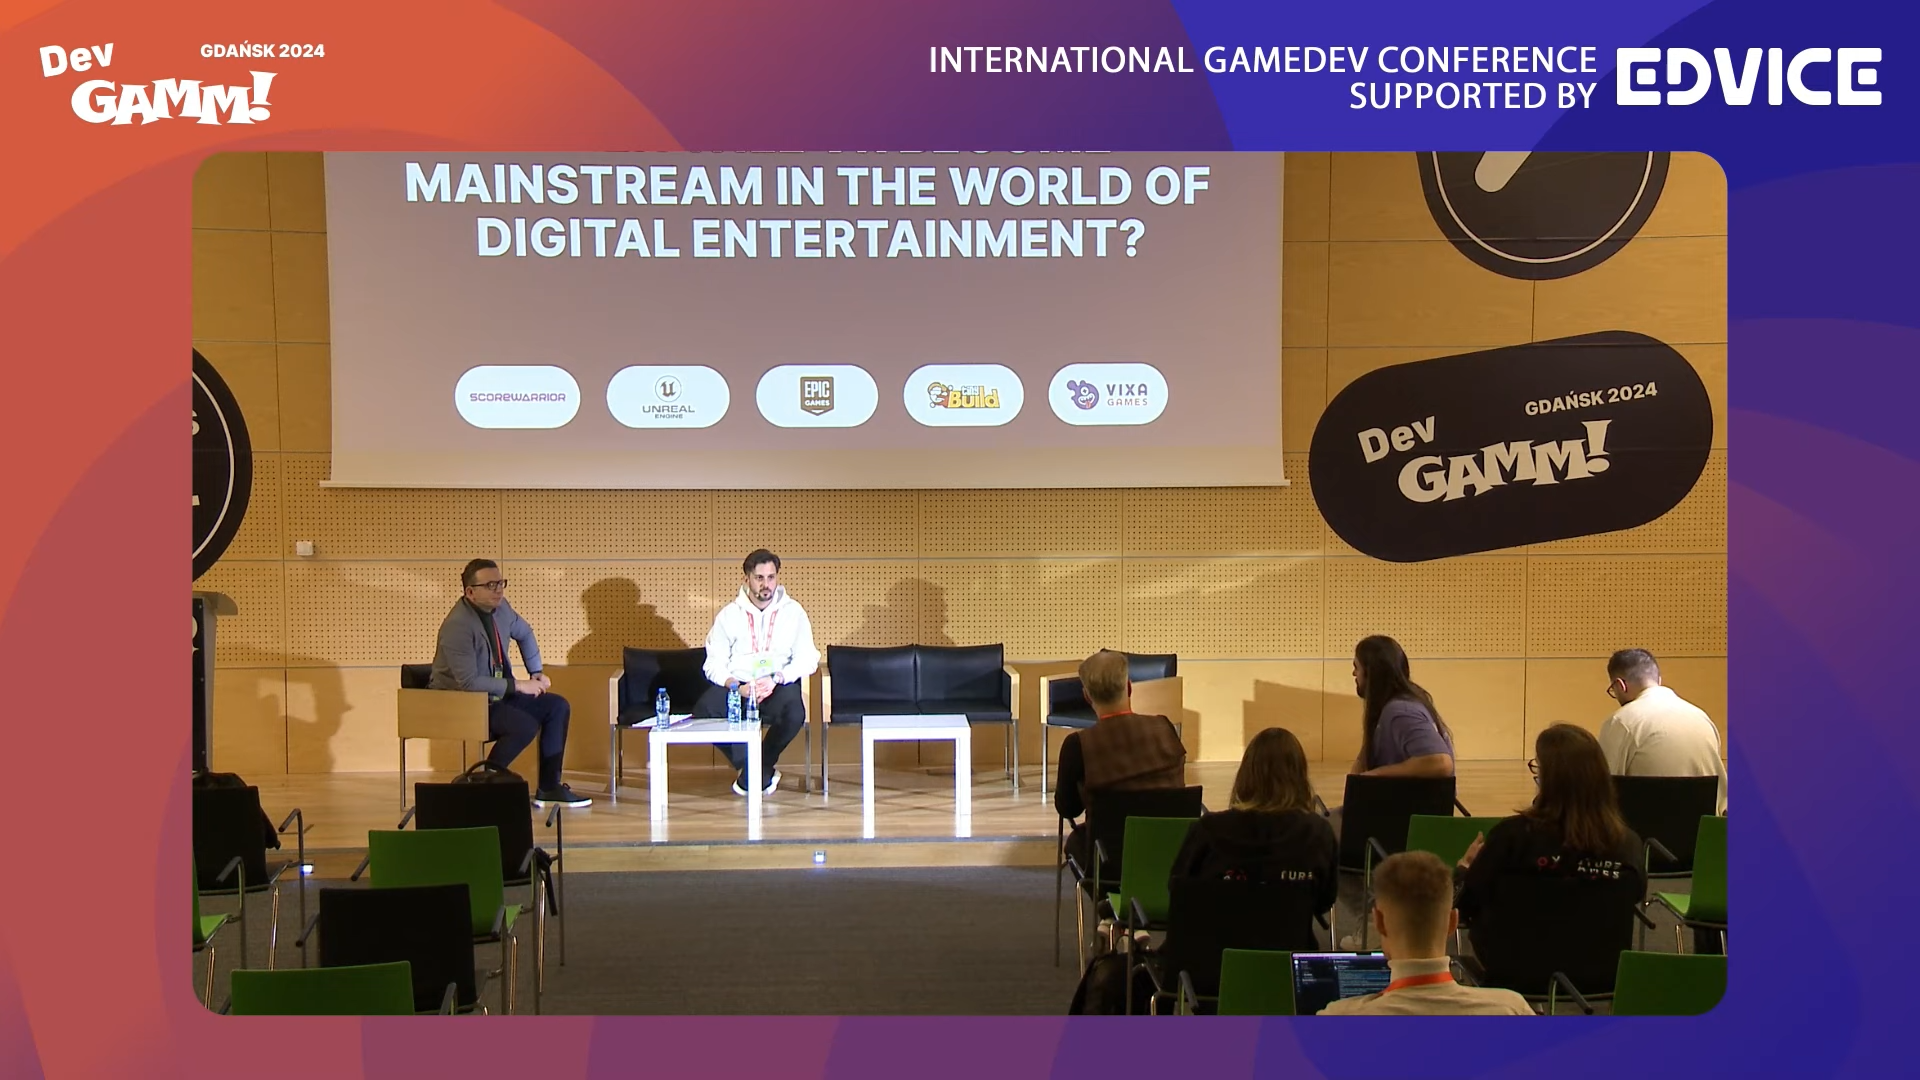 Dev
GAMM!
GDAŃSK 2024
INTERNATIONAL GAMEDEV CONFERENCE
SUPPORTED BY
EDVICE
MAINSTREAM IN THE WORLD OF
DIGITAL ENTERTAINMENT?
SCOREWARRIOR
UNREAL
ENGINE
EPIC
GAMES
tiny
Build
VIXA
GAMES
GDAŃSK 2024
Dev
GAMM!